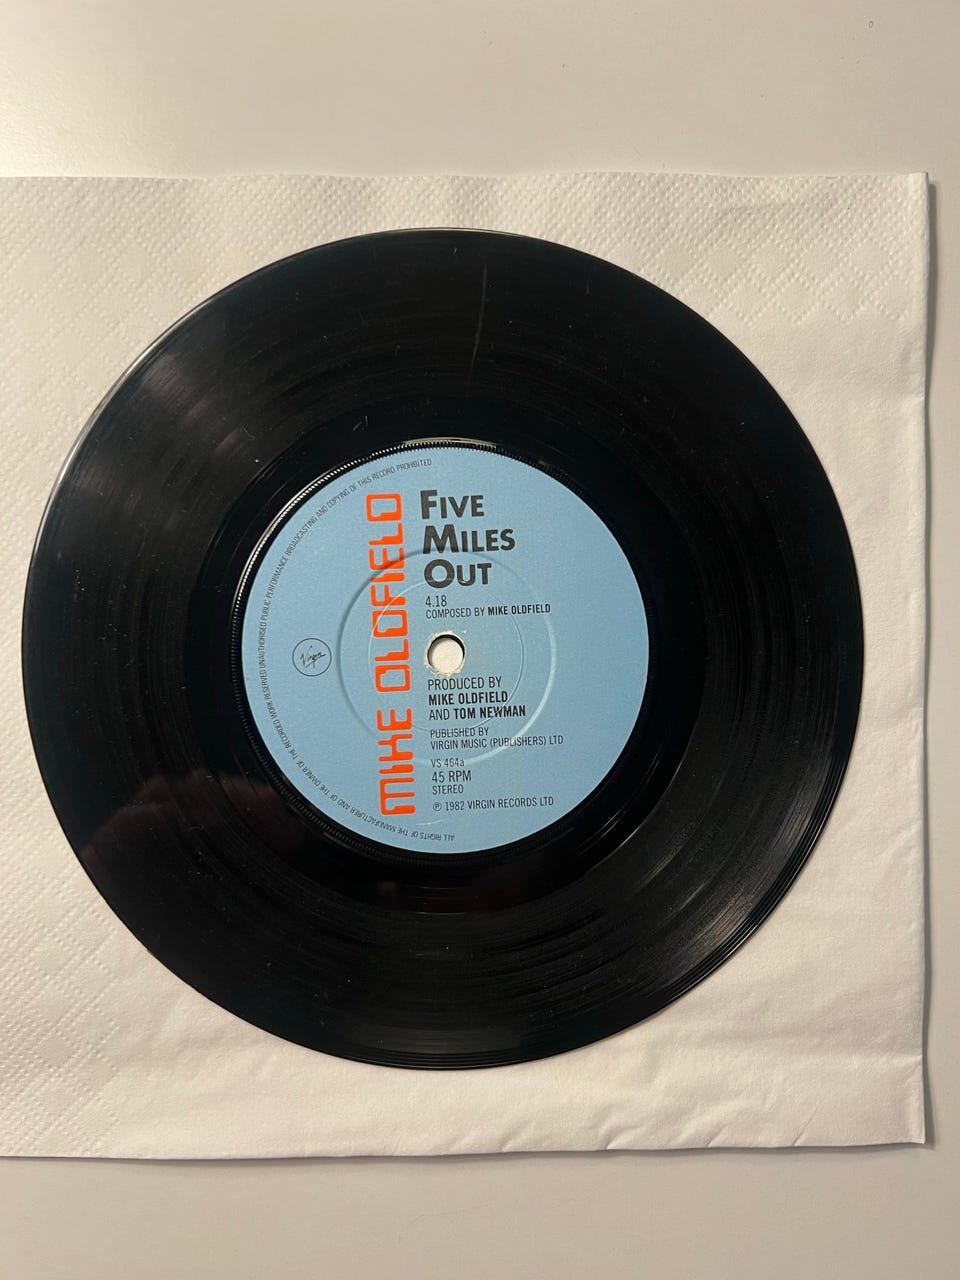 ALL RIGHTS OF THE MANUFACTURER AND OF THE OWNER OF THE RECORDED WORK RESERVED UNAUTHORISED PUBLIC PERFORMANCE BROADCASTING AND COPYING OF THIS RECORD PROHIBITED
MIKE OLDFIELD
Virgin
FIVE
MILES
OUT
4.18
COMPOSED BY MIKE OLDFIELD
PRODUCED BY
MIKE OLDFIELD
AND TOM NEWMAN
PUBLISHED BY
VIRGIN MUSIC (PUBLISHERS) LTD
VS 464a
45 RPM
STEREO
℗ 1982 VIRGIN RECORDS LTD